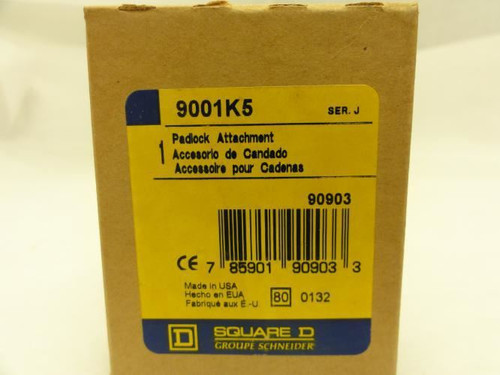 9001K5 SER. J
1 Padlock Attachment
Accesorio de Candado
Accessoire pour Cadenas
90903
CE 7 85901 90903 3
Made in USA
Hecho en EUA 80 0132
Fabriqué aux É.-U.
D SQUARE D
GROUPE SCHNEIDER